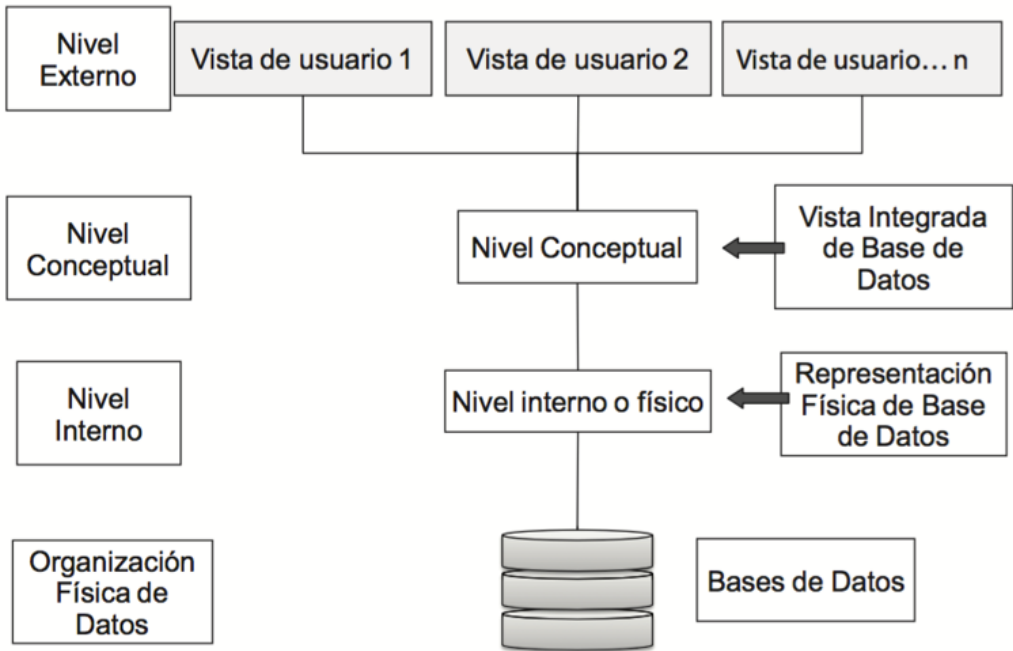 Nivel
Externo
Vista de usuario 1
Vista de usuario 2
Vista de usuario... n
Nivel
Conceptual
Nivel Conceptual
Vista Integrada
de Base de
Datos
Nivel
Interno
Nivel interno o físico
Representación
Física de Base
de Datos
Organización
Física de
Datos
Bases de Datos